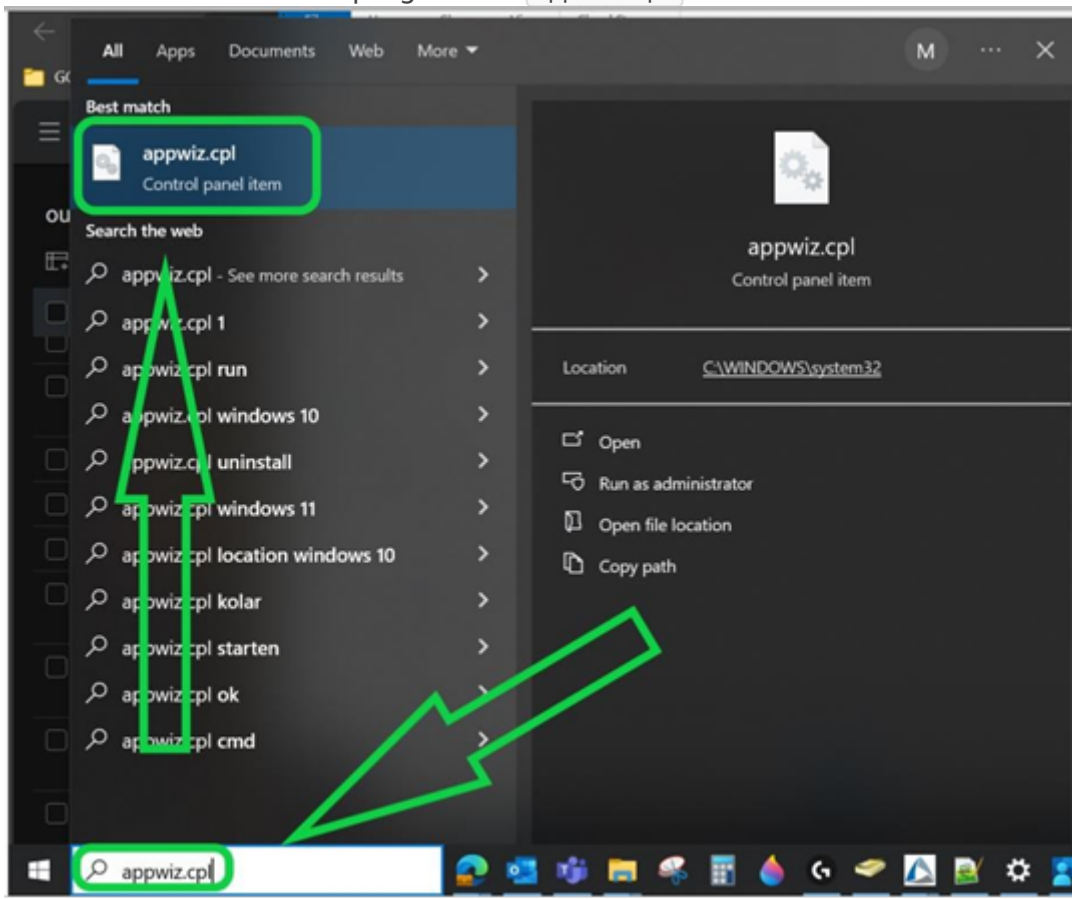 All Apps Documents Web More
M
Best match
appwiz.cpl
Control panel item
Search the web
appwiz.cpl - See more search results
appwiz.cpl 1
appwiz.cpl run
appwiz.cpl windows 10
appwiz.cpl uninstall
appwiz.cpl windows 11
appwiz.cpl location windows 10
appwiz.cpl kolar
appwiz.cpl starten
appwiz.cpl ok
appwiz.cpl cmd
appwiz.cpl
Control panel item
Location C:\WINDOWS\system32
Open
Run as administrator
Open file location
Copy path
appwiz.cpl